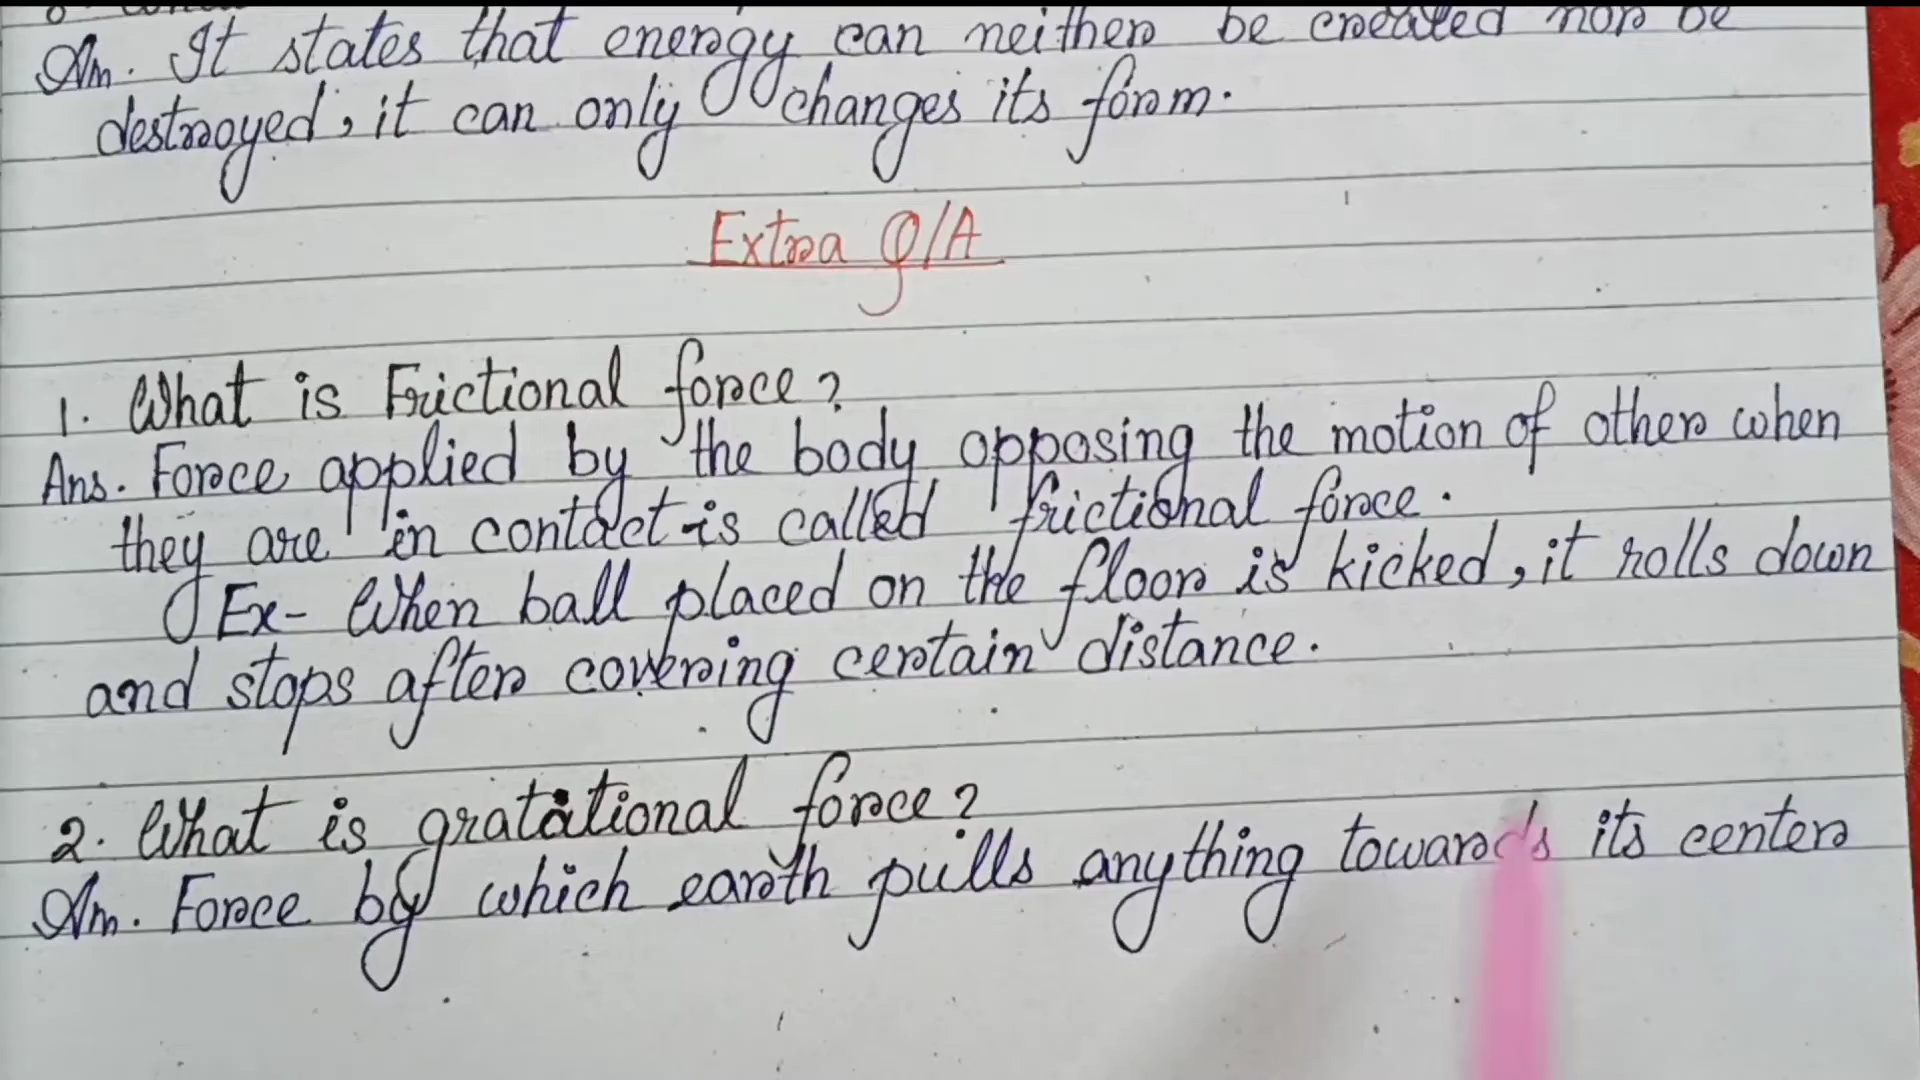 Ans. It states that energy can neither be created nor be
destroyed, it can only changes its form.
Extra Q/A
1. What is Frictional force?
Ans. Force applied by the body opposing the motion of other when
they are in contact is called frictional force.
Ex- When ball placed on the floor is kicked, it rolls down
and stops after covering certain distance.
2. What is gratational force?
Ans. Force by which earth pulls anything towards its center